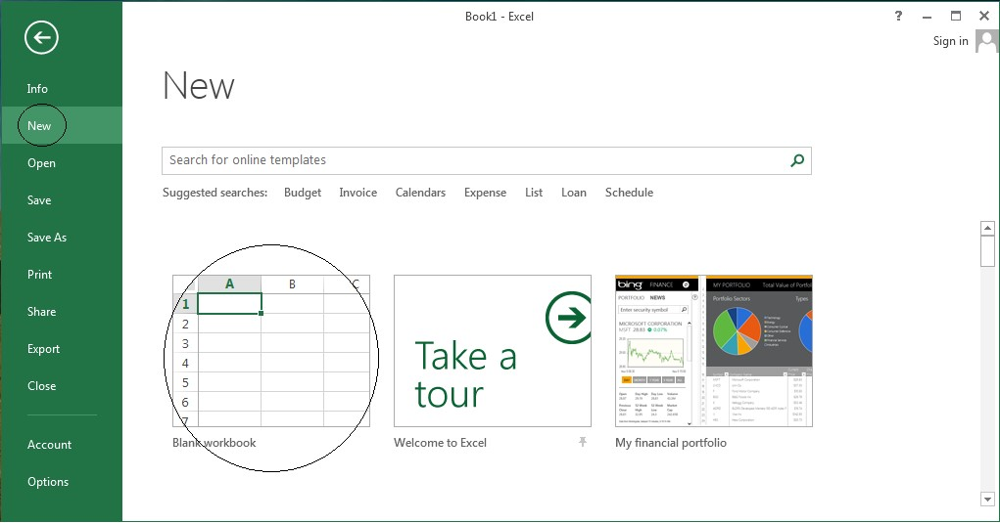 Book1 - Excel
?
Sign in
Info
New
Open
Save
Save As
Print
Share
Export
Close
Account
Options
New
Search for online templates
Suggested searches: Budget Invoice Calendars Expense List Loan Schedule
A B C
1
2
3
4
5
6
7
Blank workbook
Take a
tour
Welcome to Excel
bing FINANCE
PORTFOLIO NEWS
Enter security symbol
MICROSOFT CORPORATION
MSFT 28.83 0.07%
MY PORTFOLIO Total Value of Portfol
Portfolio Sectors Types
My financial portfolio